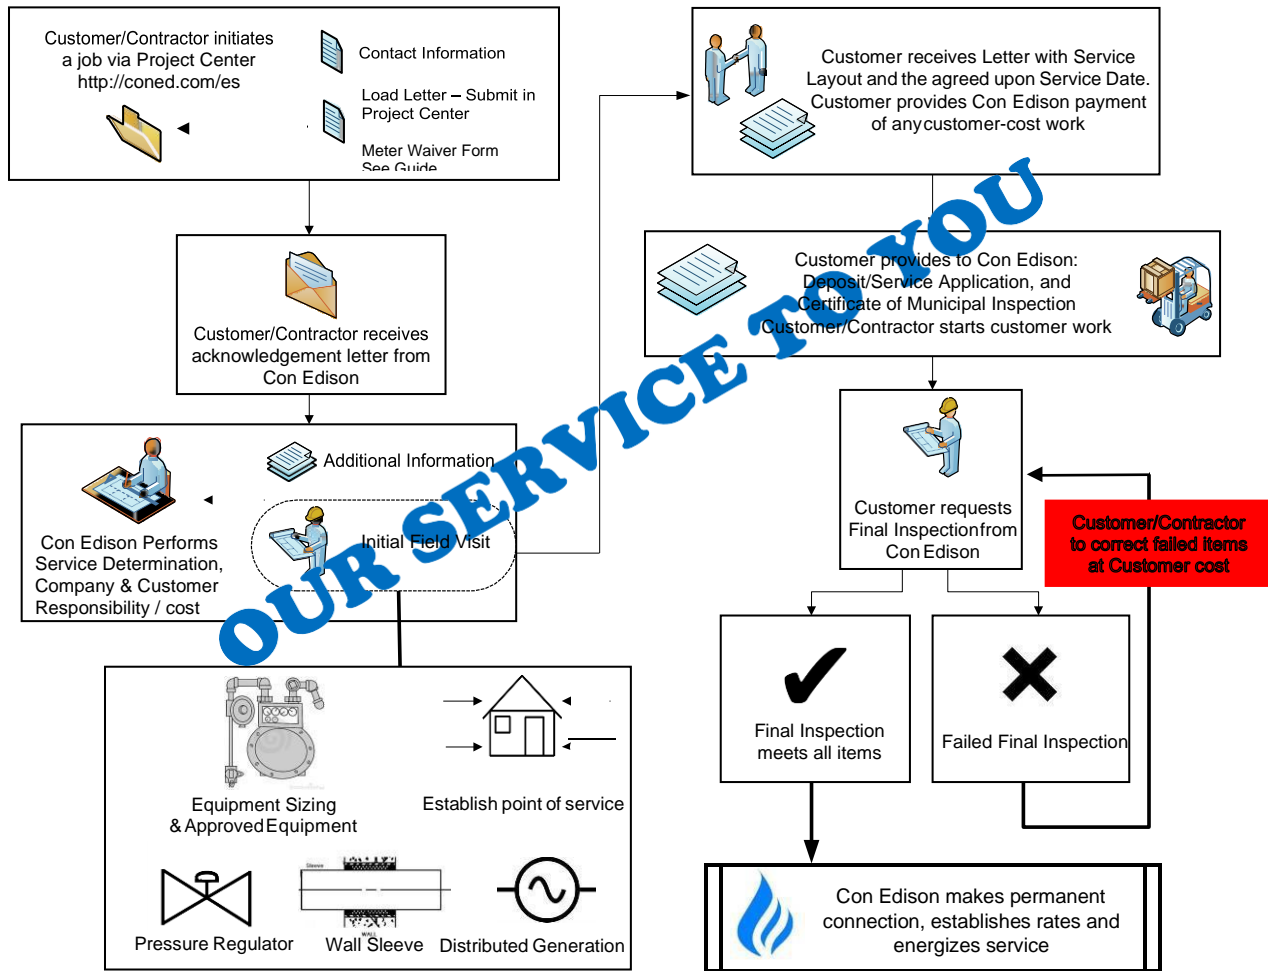 Customer/Contractor initiates
a job via Project Center
http://coned.com/es
Contact Information
Load Letter – Submit in
Project Center
Meter Waiver Form
See Guide
Customer/Contractor receives
acknowledgement letter from
Con Edison
Additional Information
Initial Field Visit
Con Edison Performs
Service Determination,
Company & Customer
Responsibility / cost
Equipment Sizing
& Approved Equipment
Establish point of service
Pressure Regulator
Sleeve
WALL
Wall Sleeve
Distributed Generation
OUR SERVICE TO YOU
Customer receives Letter with Service
Layout and the agreed upon Service Date.
Customer provides Con Edison payment
of any customer-cost work
Customer provides to Con Edison:
Deposit/Service Application, and
Certificate of Municipal Inspection
Customer/Contractor starts customer work
Customer requests
Final Inspection from
Con Edison
Customer/Contractor
to correct failed items
at Customer cost
Final Inspection
meets all items
Failed Final Inspection
Con Edison makes permanent
connection, establishes rates and
energizes service